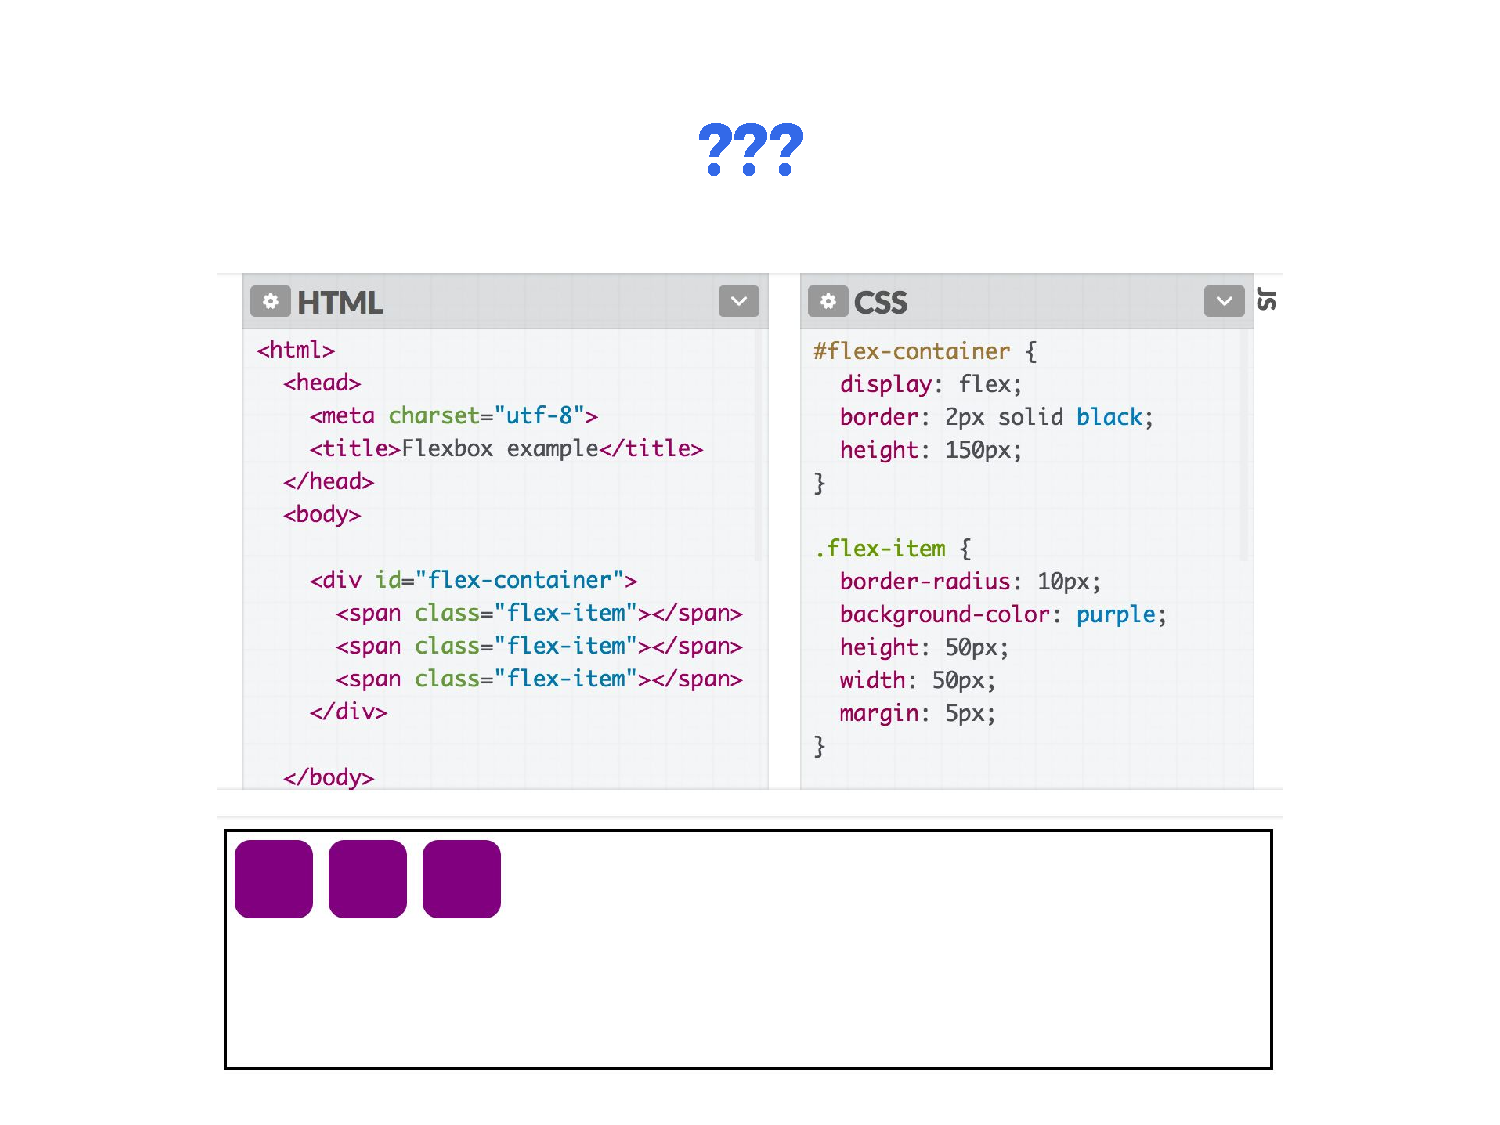 ???
HTML
<html>
  <head>
    <meta charset="utf-8">
    <title>Flexbox example</title>
  </head>
  <body>

    <div id="flex-container">
      <span class="flex-item"></span>
      <span class="flex-item"></span>
      <span class="flex-item"></span>
    </div>

  </body>
CSS
#flex-container {
  display: flex;
  border: 2px solid black;
  height: 150px;
}

.flex-item {
  border-radius: 10px;
  background-color: purple;
  height: 50px;
  width: 50px;
  margin: 5px;
}
JS